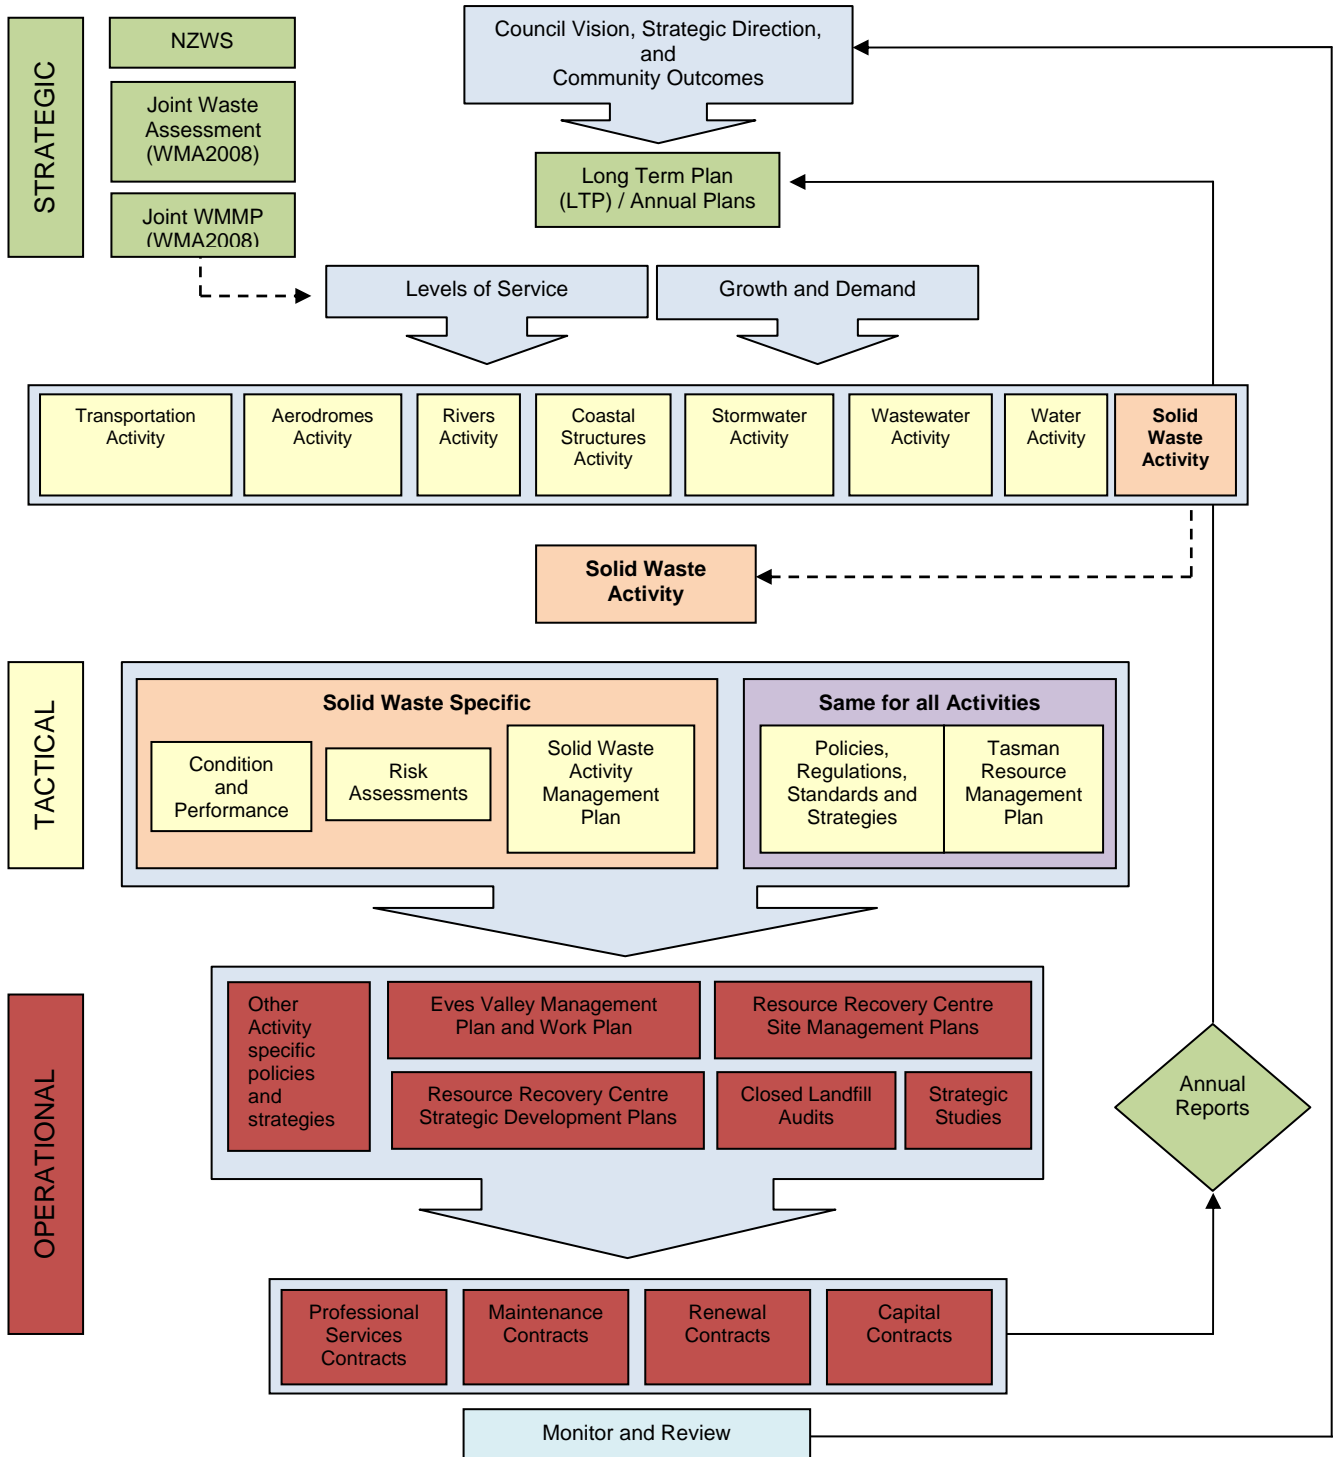 STRATEGIC
NZWS
Joint Waste
Assessment
(WMA2008)
Joint WMMP
(WMA2008)
Council Vision, Strategic Direction,
and
Community Outcomes
Long Term Plan
(LTP) / Annual Plans
Levels of Service
Growth and Demand
Transportation
Activity
Aerodromes
Activity
Rivers
Activity
Coastal
Structures
Activity
Stormwater
Activity
Wastewater
Activity
Water
Activity
Solid
Waste
Activity
Solid Waste
Activity
TACTICAL
Solid Waste Specific
Condition
and
Performance
Risk
Assessments
Solid Waste
Activity
Management
Plan
Same for all Activities
Policies,
Regulations,
Standards and
Strategies
Tasman
Resource
Management
Plan
OPERATIONAL
Other
Activity
specific
policies
and
strategies
Eves Valley Management
Plan and Work Plan
Resource Recovery Centre
Site Management Plans
Resource Recovery Centre
Strategic Development Plans
Closed Landfill
Audits
Strategic
Studies
Annual
Reports
Professional
Services
Contracts
Maintenance
Contracts
Renewal
Contracts
Capital
Contracts
Monitor and Review